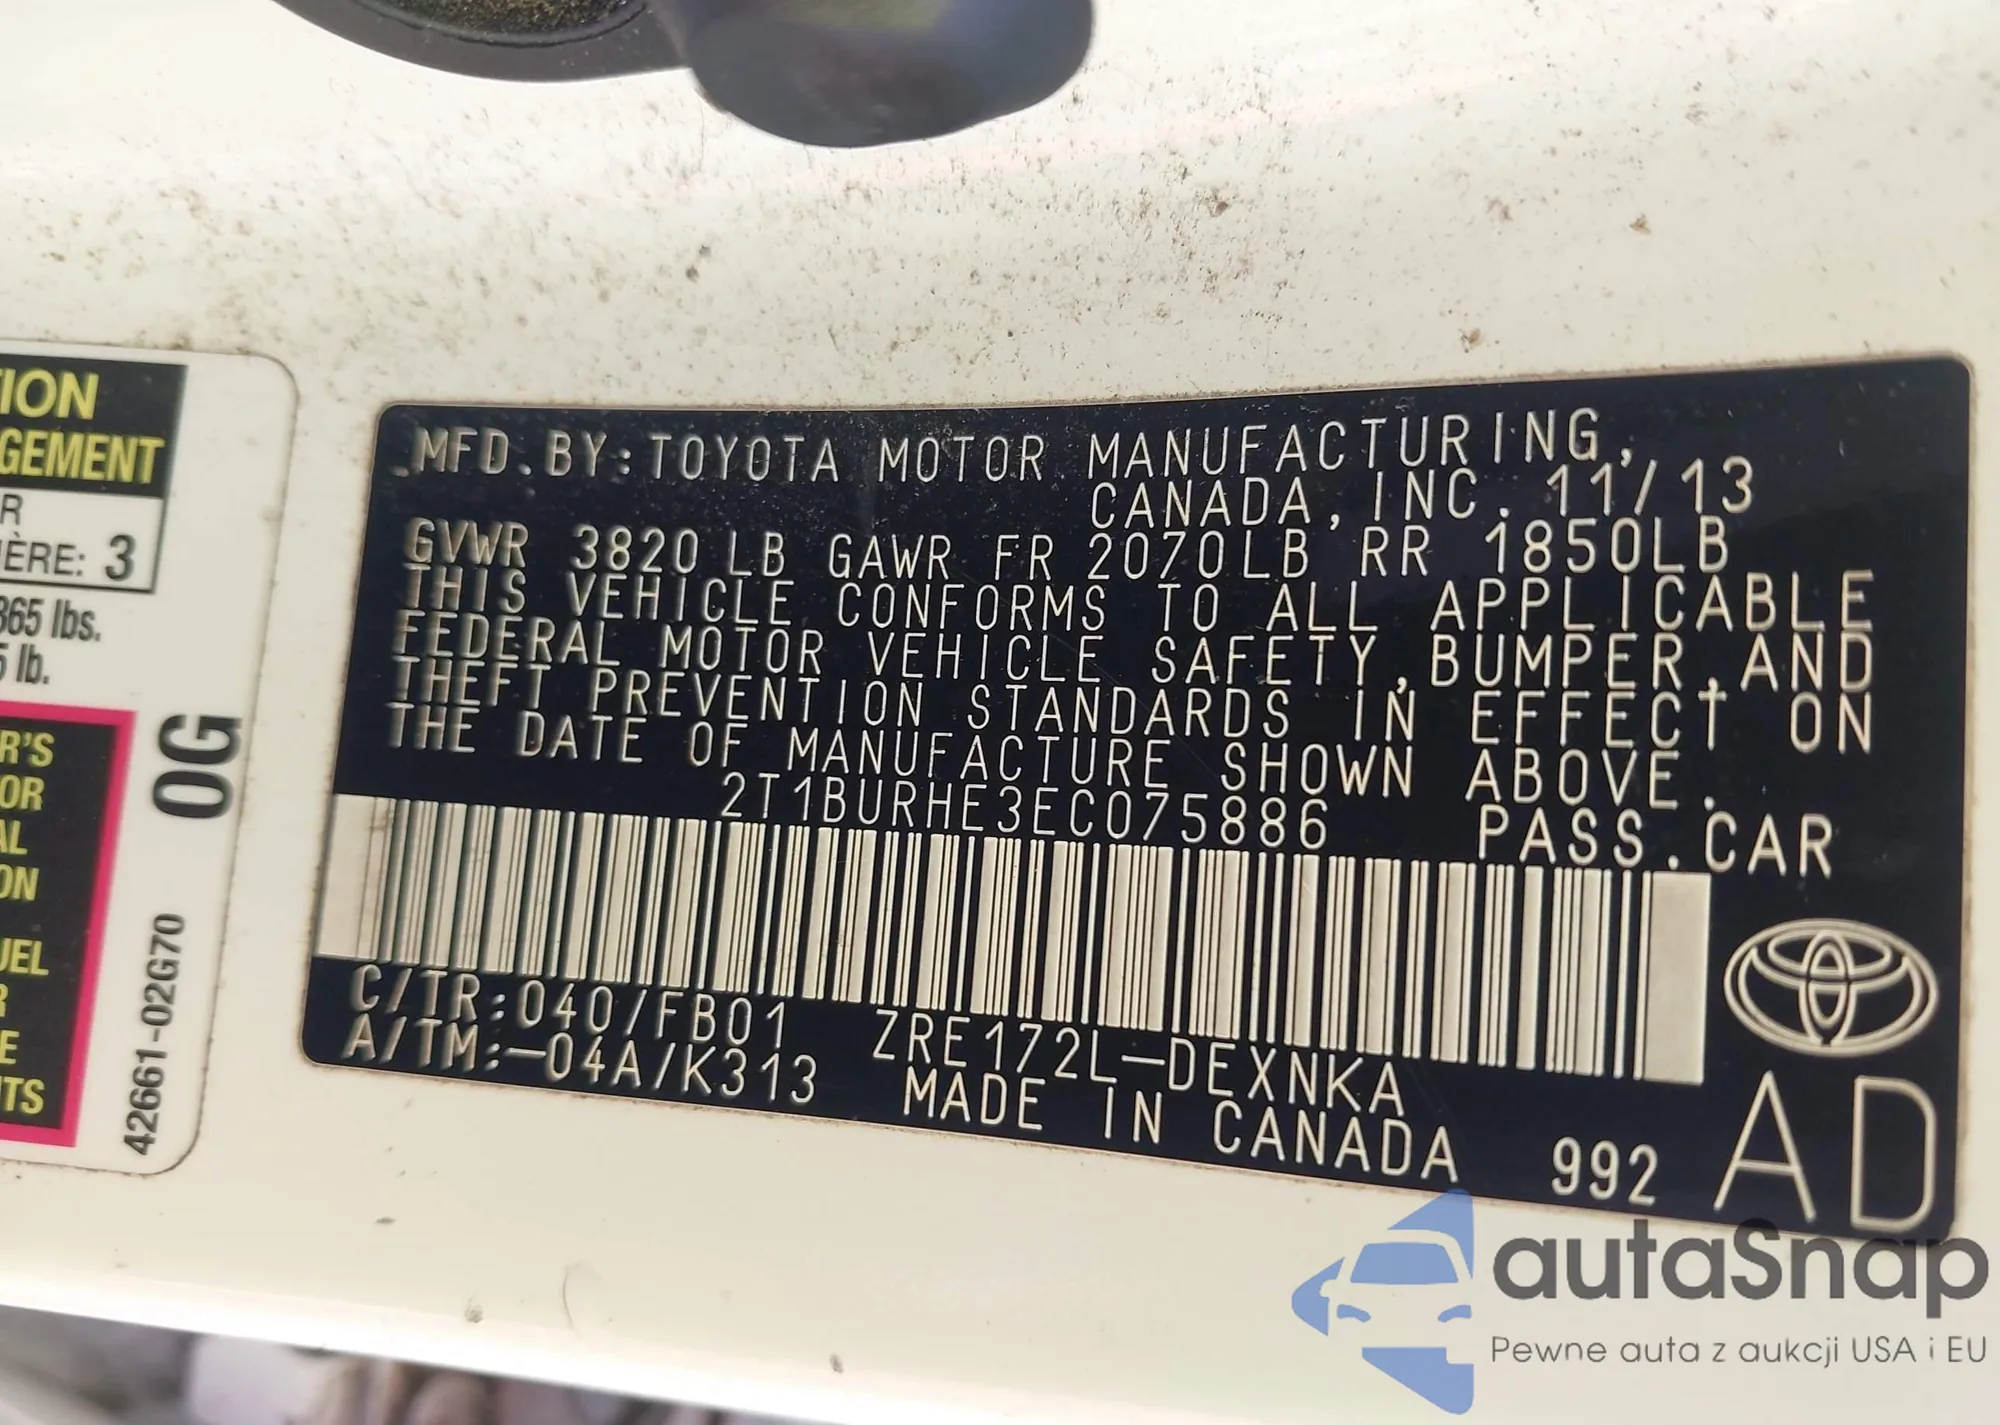 TION
GEMENT
R
IÈRE: 3
365 lbs.
5 lb.
R'S
OR
AL
ON
UEL
R
E
TS
0G
42661-02G70
MFD. BY: TOYOTA MOTOR MANUFACTURING,
CANADA, INC. 11/13
GVWR 3820 LB GAWR FR 2070LB RR 1850LB
THIS VEHICLE CONFORMS TO ALL APPLICABLE
FEDERAL MOTOR VEHICLE SAFETY, BUMPER, AND
THEFT PREVENTION STANDARDS IN EFFECT ON
THE DATE OF MANUFACTURE SHOWN ABOVE.
2T1BURHE3EC075886 PASS. CAR
C/TR: 040/FB01 ZRE172L-DEXNKA
A/TM: -04A/K313 MADE IN CANADA 992 AD
autaSnap
Pewne auta z aukcji USA i EU